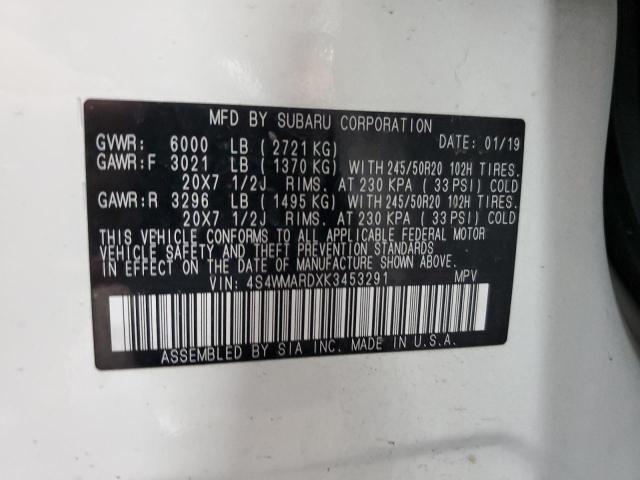 MFD BY SUBARU CORPORATION
GVWR: 6000 LB (2721 KG) DATE: 01/19
GAWR:F 3021 LB (1370 KG) WITH 245/50R20 102H TIRES.
20X7 1/2J RIMS. AT 230 KPA (33 PSI) COLD
GAWR:R 3296 LB (1495 KG) WITH 245/50R20 102H TIRES.
20X7 1/2J RIMS. AT 230 KPA (33 PSI) COLD
THIS VEHICLE CONFORMS TO ALL APPLICABLE FEDERAL MOTOR
VEHICLE SAFETY AND THEFT PREVENTION STANDARDS
IN EFFECT ON THE DATE OF MANUFACTURE SHOWN ABOVE.
VIN: 4S4WMARDXK3453291 MPV
ASSEMBLED BY SIA INC. MADE IN U.S.A.